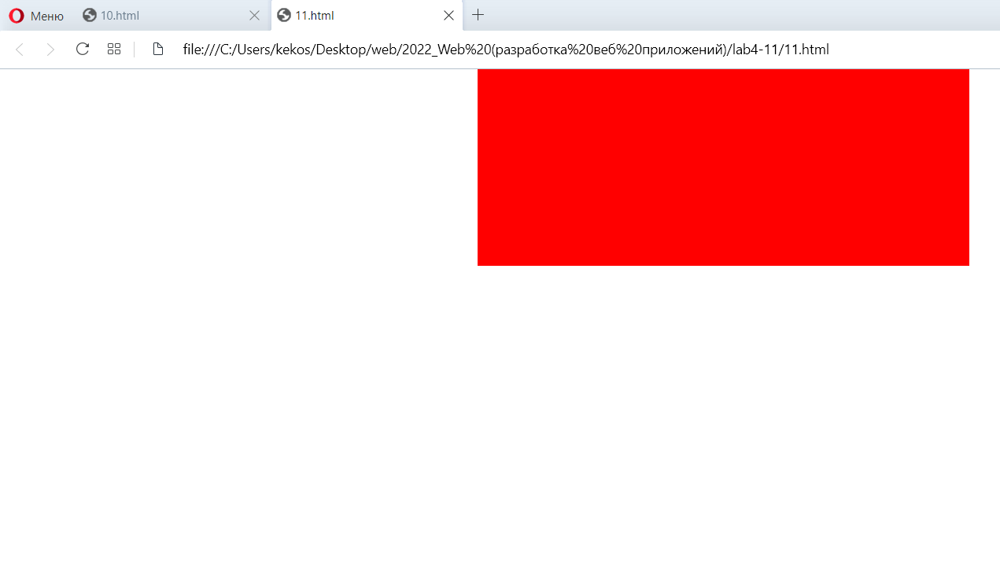 Меню 10.html 11.html
file:///C:/Users/kekos/Desktop/web/2022_Web%20(разработка%20веб%20приложений)/lab4-11/11.html